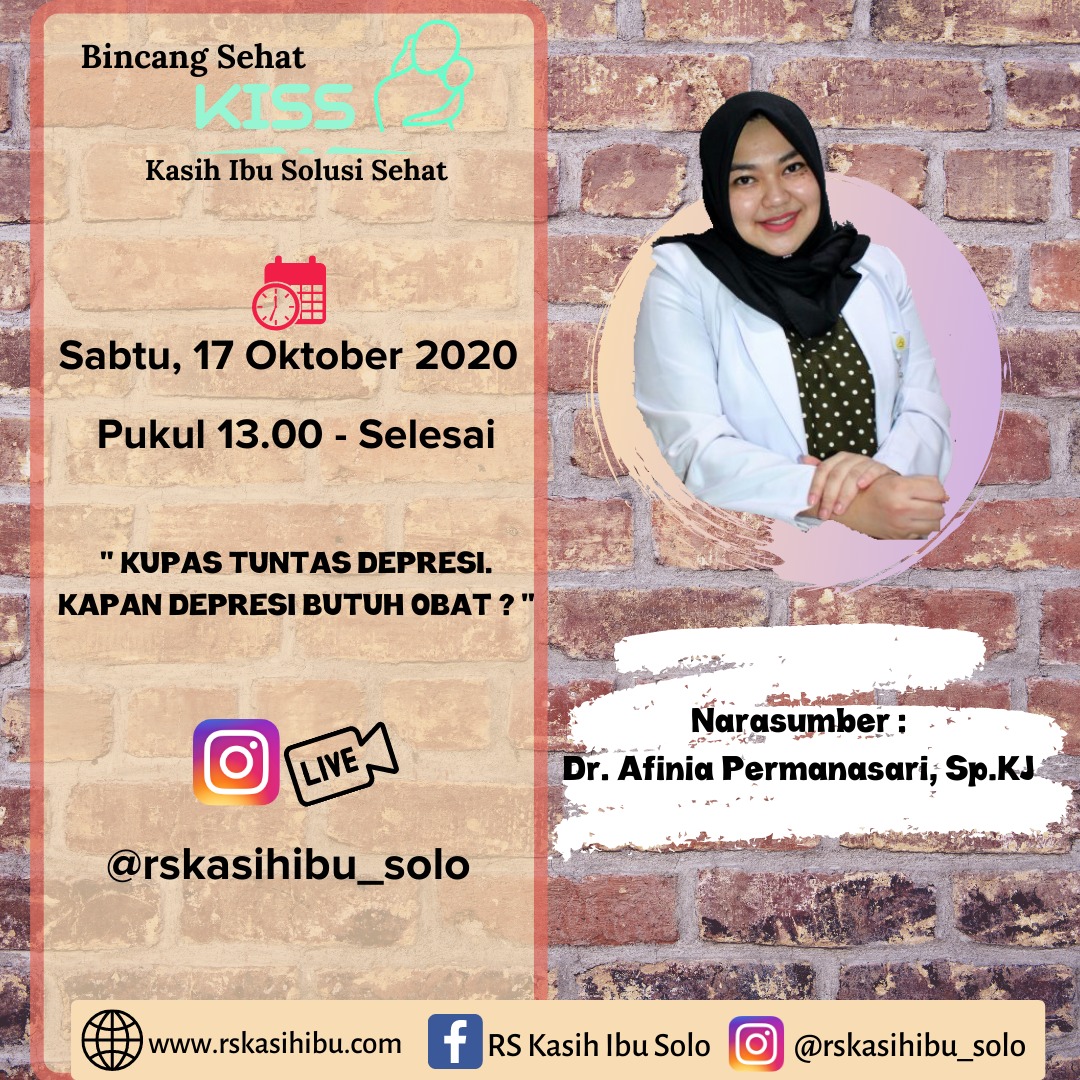 Bincang Sehat
KISS
Kasih Ibu Solusi Sehat
Sabtu, 17 Oktober 2020
Pukul 13.00 - Selesai
" KUPAS TUNTAS DEPRESI.
KAPAN DEPRESI BUTUH OBAT ? "
LIVE
@rskasihibu_solo
Narasumber :
Dr. Afinia Permanasari, Sp.KJ
www.rskasihibu.com
RS Kasih Ibu Solo
@rskasihibu_solo